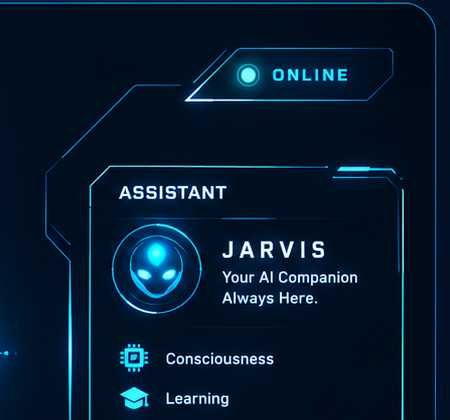 ONLINE
ASSISTANT
JARVIS
Your AI Companion
Always Here.
Consciousness
Learning